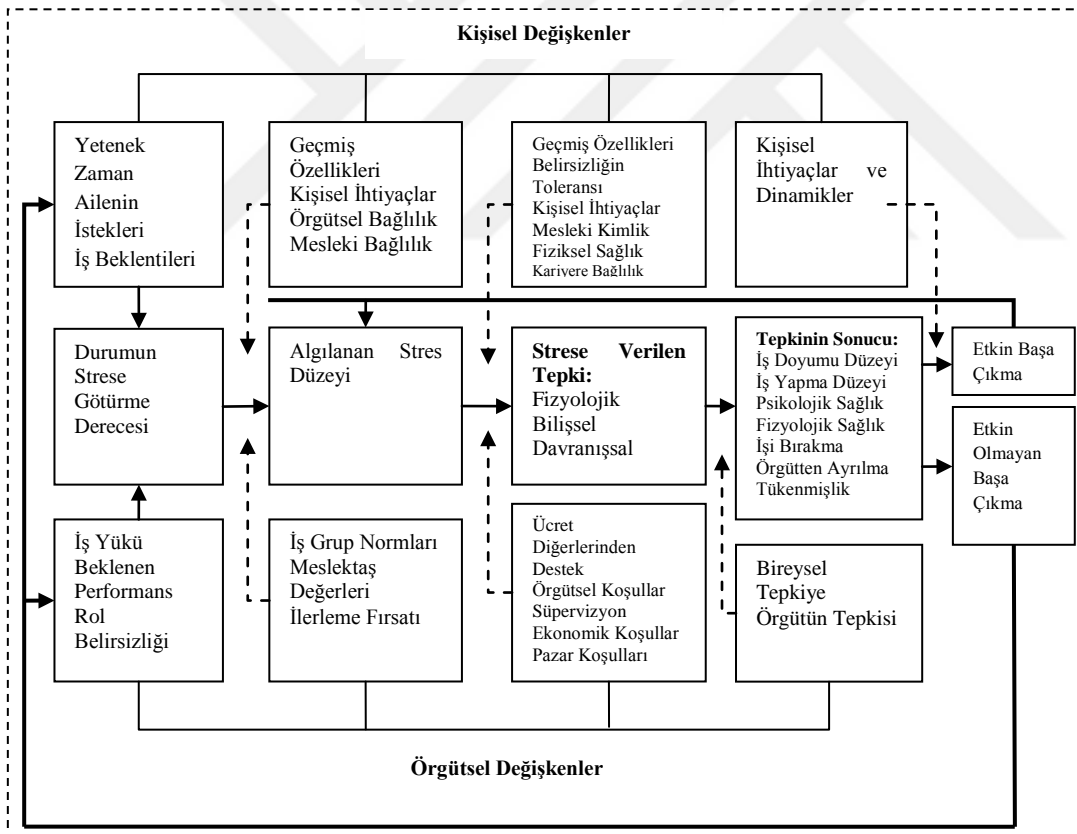 Kişisel Değişkenler
Yetenek
Zaman
Ailenin
İstekleri
İş Beklentileri
Geçmiş
Özellikleri
Kişisel İhtiyaçlar
Örgütsel Bağlılık
Mesleki Bağlılık
Geçmiş Özellikleri
Belirsizliğin
Toleransı
Kişisel İhtiyaçlar
Mesleki Kimlik
Fiziksel Sağlık
Kariyere Bağlılık
Kişisel
İhtiyaçlar ve
Dinamikler
Durumun
Strese
Götürme
Derecesi
Algılanan Stres
Düzeyi
Strese Verilen
Tepki:
Fizyolojik
Bilişsel
Davranışsal
Tepkinin Sonucu:
İş Doyumu Düzeyi
İş Yapma Düzeyi
Psikolojik Sağlık
Fizyolojik Sağlık
İşi Bırakma
Örgütten Ayrılma
Tükenmişlik
Etkin Başa
Çıkma
Etkin
Olmayan
Başa
Çıkma
İş Yükü
Beklenen
Performans
Rol
Belirsizliği
İş Grup Normları
Meslektaş
Değerleri
İlerleme Fırsatı
Ücret
Diğerlerinden
Destek
Örgütsel Koşullar
Süpervizyon
Ekonomik Koşullar
Pazar Koşulları
Bireysel
Tepkiye
Örgütün Tepkisi
Örgütsel Değişkenler